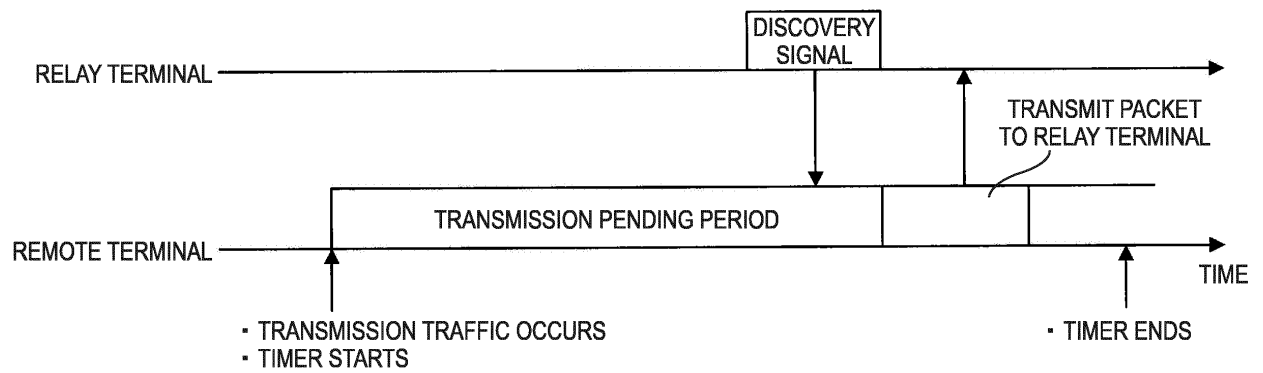 DISCOVERY
SIGNAL
RELAY TERMINAL
TRANSMIT PACKET
TO RELAY TERMINAL
TRANSMISSION PENDING PERIOD
REMOTE TERMINAL
TIME
▪ TRANSMISSION TRAFFIC OCCURS
▪ TIMER STARTS
▪ TIMER ENDS